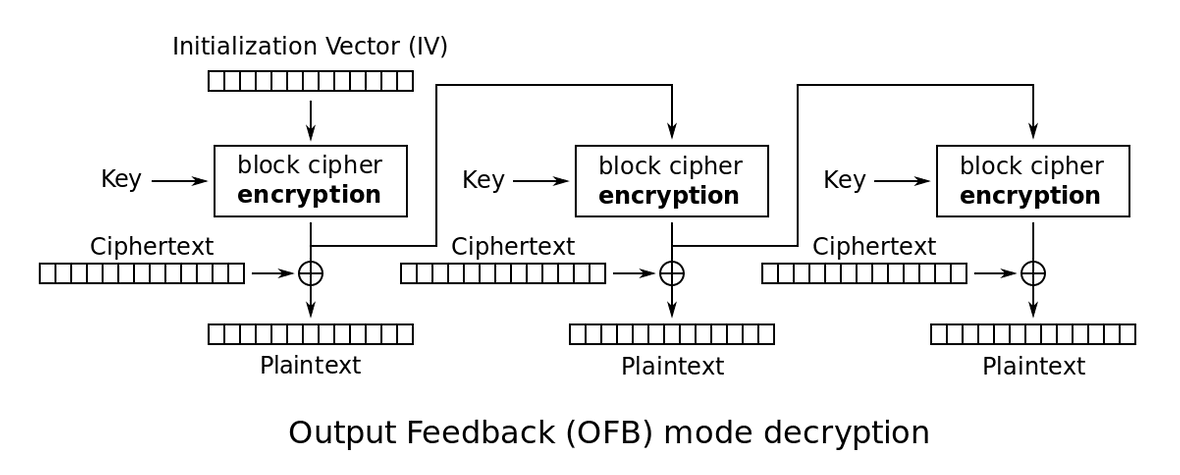 Initialization Vector (IV)
Key
block cipher
encryption
Key
block cipher
encryption
Key
block cipher
encryption
Ciphertext
Ciphertext
Ciphertext
Plaintext
Plaintext
Plaintext
Output Feedback (OFB) mode decryption